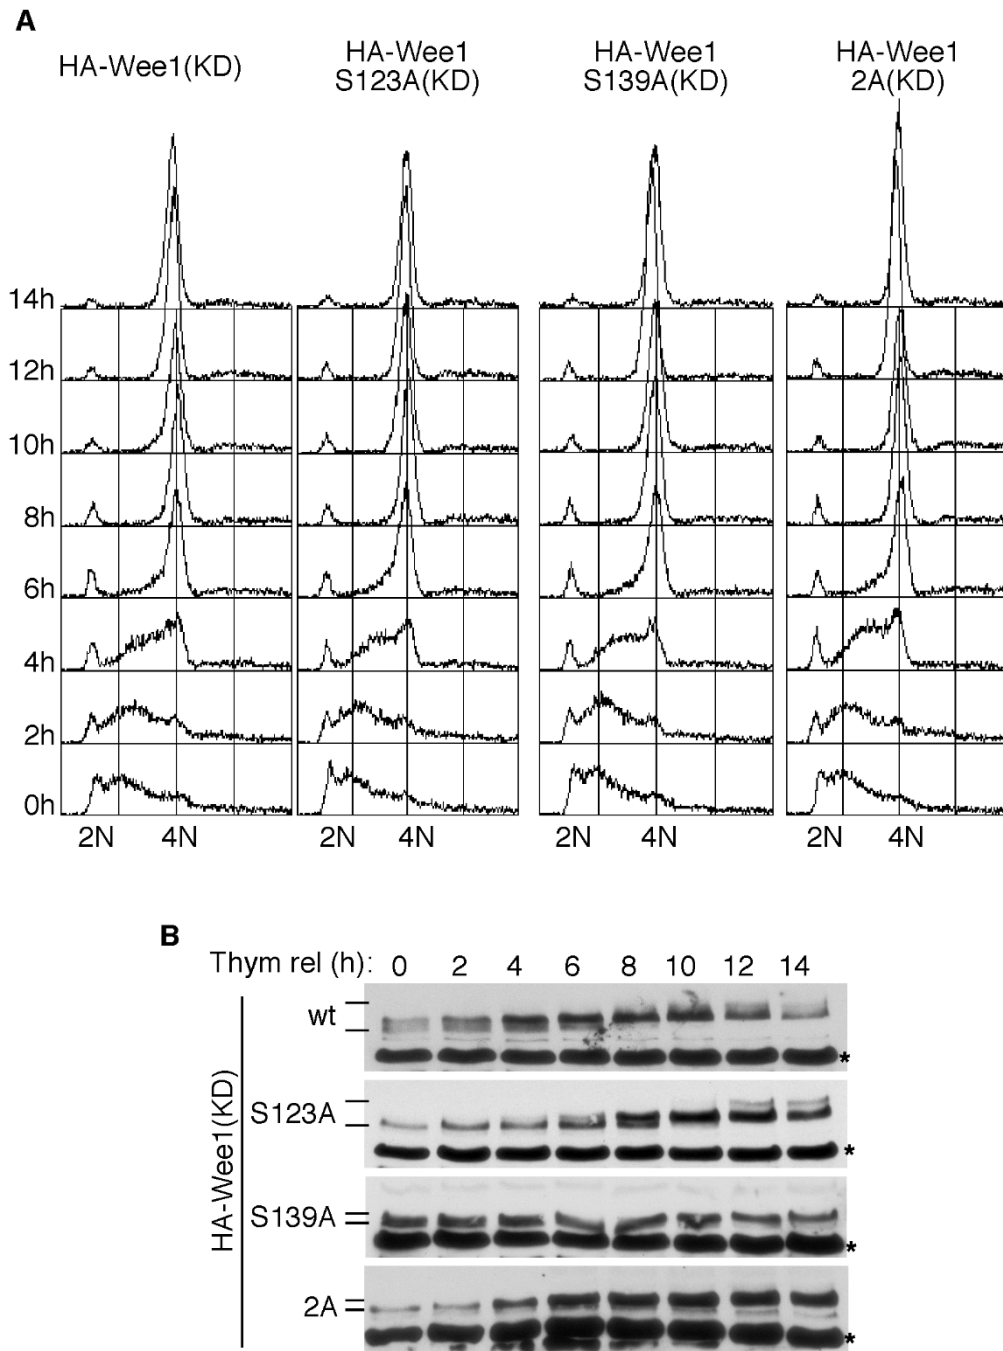 A
HA-Wee1(KD)
HA-Wee1
S123A(KD)
HA-Wee1
S139A(KD)
HA-Wee1
2A(KD)
14h
12h
10h
8h
6h
4h
2h
0h
2N 4N 2N 4N 2N 4N 2N 4N
B
Thym rel (h): 0 2 4 6 8 10 12 14
HA-Wee1(KD)
wt
*
S123A
*
S139A
*
2A
*